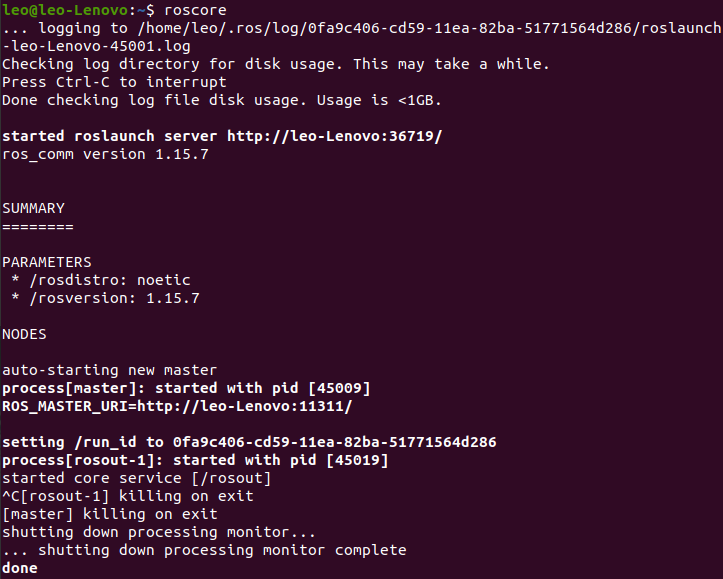 leo@leo-Lenovo:~$ roscore
... logging to /home/leo/.ros/log/0fa9c406-cd59-11ea-82ba-51771564d286/roslaunch
-leo-Lenovo-45001.log
Checking log directory for disk usage. This may take a while.
Press Ctrl-C to interrupt
Done checking log file disk usage. Usage is <1GB.
started roslaunch server http://leo-Lenovo:36719/
ros_comm version 1.15.7
SUMMARY
========
PARAMETERS
 * /rosdistro: noetic
 * /rosversion: 1.15.7
NODES
auto-starting new master
process[master]: started with pid [45009]
ROS_MASTER_URI=http://leo-Lenovo:11311/
setting /run_id to 0fa9c406-cd59-11ea-82ba-51771564d286
process[rosout-1]: started with pid [45019]
started core service [/rosout]
^C[rosout-1] killing on exit
[master] killing on exit
shutting down processing monitor...
... shutting down processing monitor complete
done